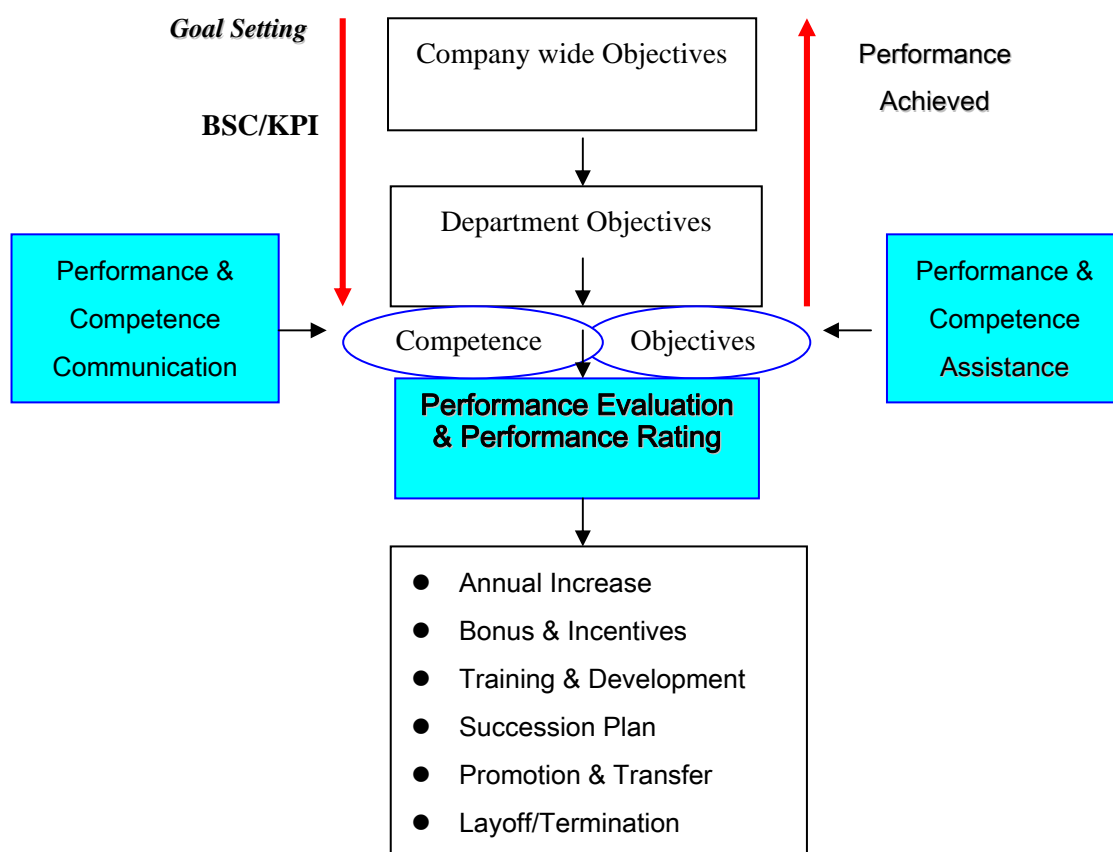 Goal Setting
BSC/KPI
Company wide Objectives
Performance
Achieved
Department Objectives
Performance &
Competence
Communication
Competence
Objectives
Performance &
Competence
Assistance
Performance Evaluation
& Performance Rating
● Annual Increase
● Bonus & Incentives
● Training & Development
● Succession Plan
● Promotion & Transfer
● Layoff/Termination